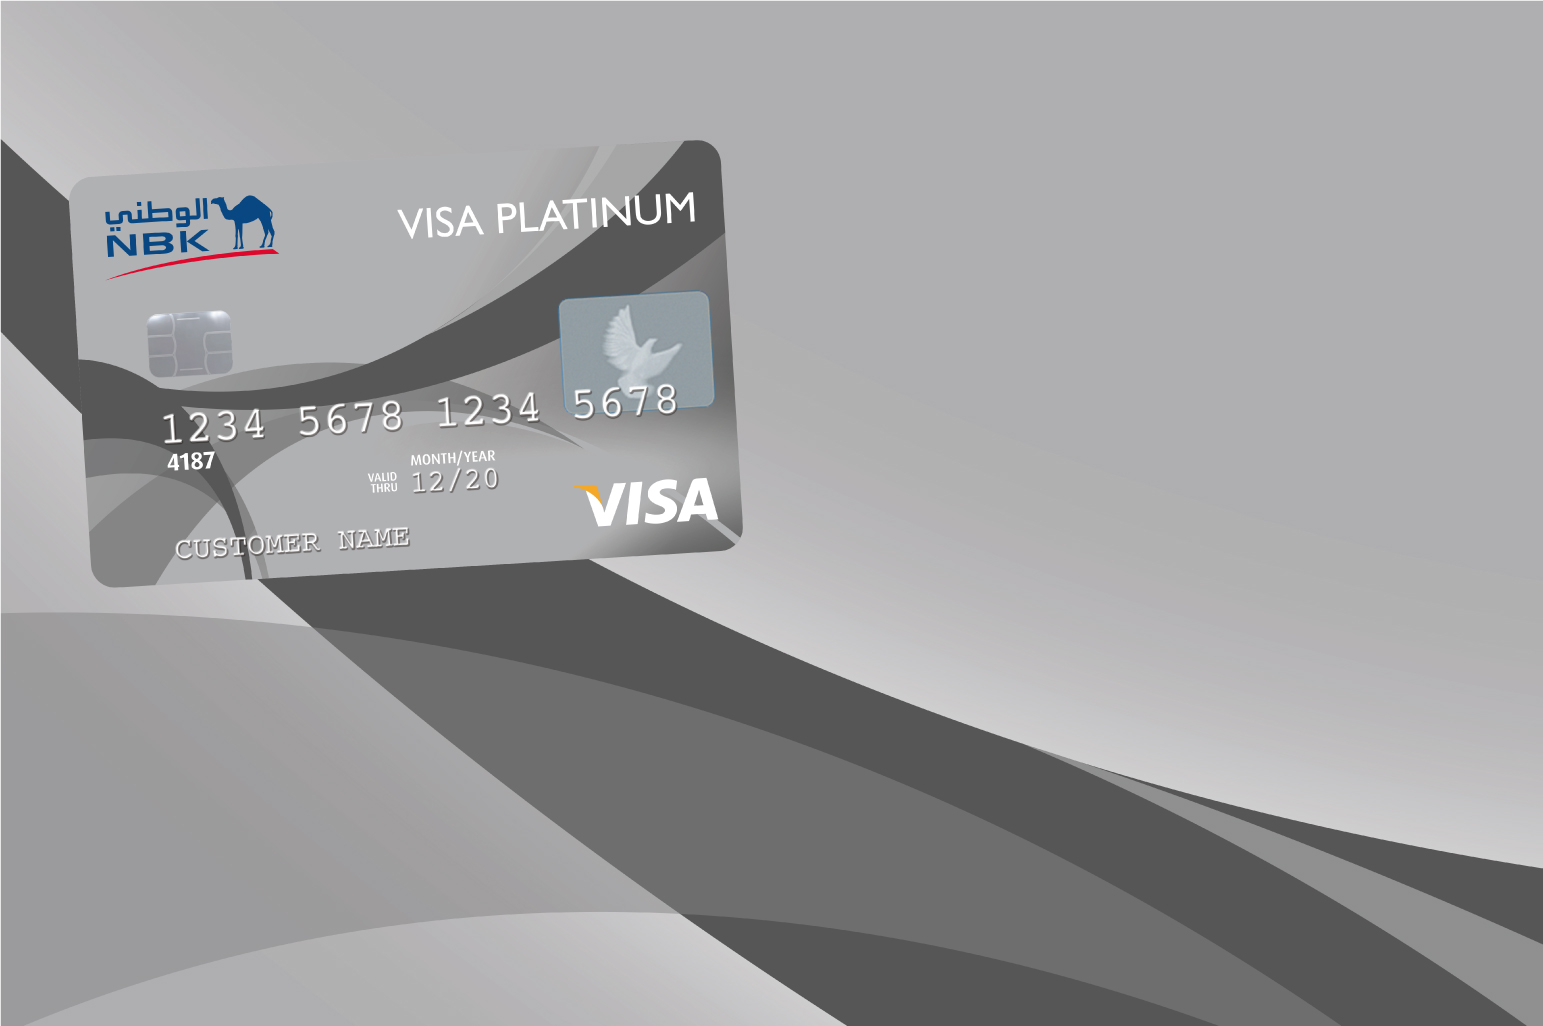 الوطني
NBK
VISA PLATINUM
1234 5678 1234 5678
4187
MONTH/YEAR
VALID THRU 12/20
CUSTOMER NAME
VISA